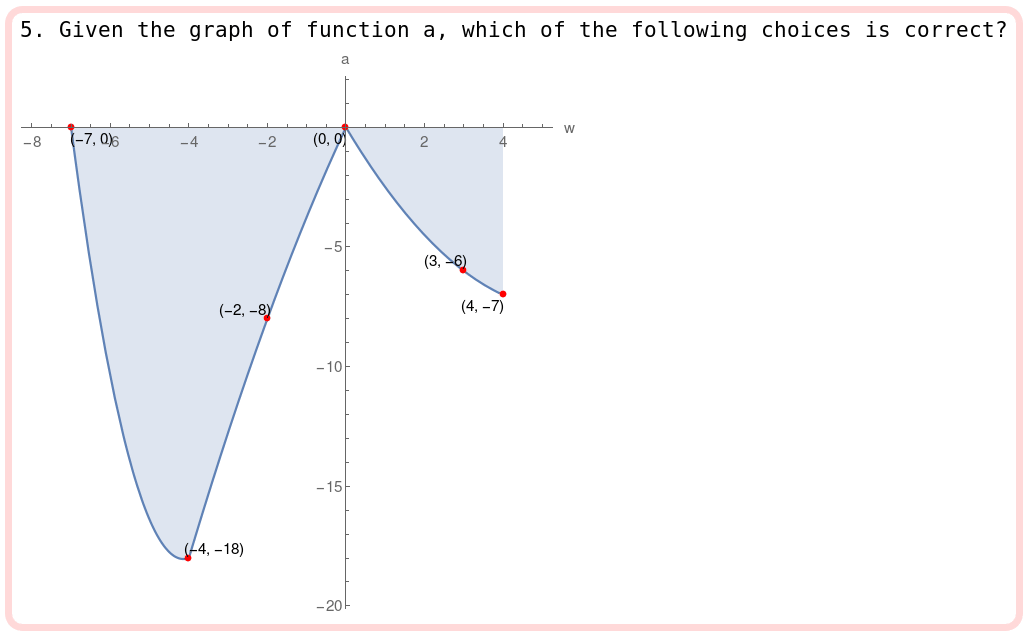 5. Given the graph of function a, which of the following choices is correct?
a
w
(−7, 0)
(0, 0)
−8 −6 −4 −2 2 4
−5
(3, −6)
(−2, −8)
(4, −7)
−10
−15
(−4, −18)
−20